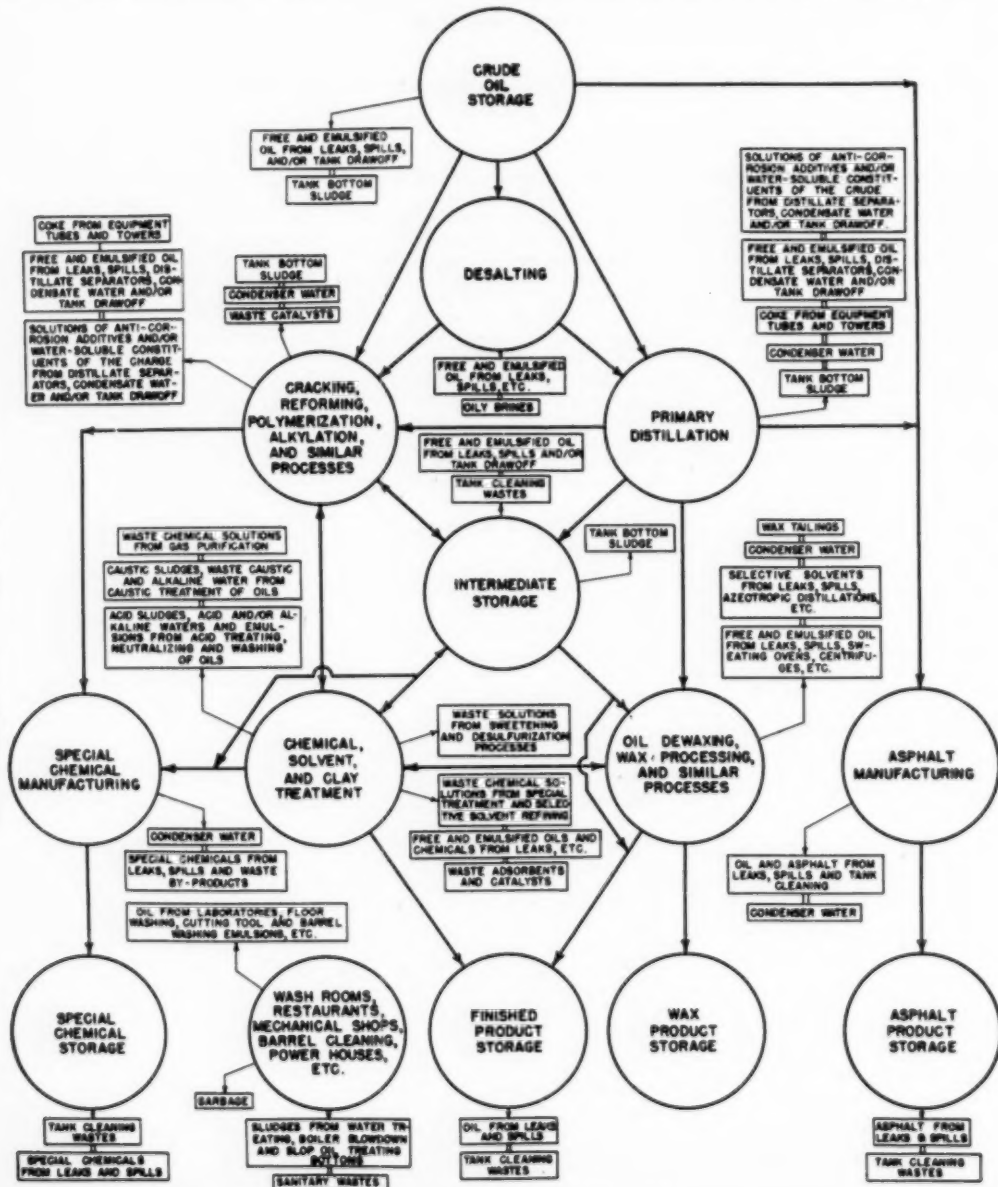 CRUDE
OIL
STORAGE
FREE AND EMULSIFIED
OIL FROM LEAKS, SPILLS,
AND/OR TANK DRAWOFF
TANK BOTTOM
SLUDGE
SOLUTIONS OF ANTI-COR-
ROSION ADDITIVES AND/OR
WATER-SOLUBLE CONSTIT-
UENTS OF THE CRUDE
FROM DISTILLATE SEPARA-
TORS, CONDENSATE WATER
AND/OR TANK DRAWOFF.
FREE AND EMULSIFIED OIL
FROM LEAKS, SPILLS, DIS-
TILLATE SEPARATORS, CON-
DENSATE WATER AND/OR
TANK DRAWOFF
COKE FROM EQUIPMENT
TUBES AND TOWERS
CONDENSER WATER
TANK BOTTOM
SLUDGE
COKE FROM EQUIPMENT
TUBES AND TOWERS
FREE AND EMULSIFIED OIL
FROM LEAKS, SPILLS, DIS-
TILLATE SEPARATORS, CON-
DENSATE WATER AND/OR
TANK DRAWOFF
SOLUTIONS OF ANTI-COR-
ROSION ADDITIVES AND/OR
WATER-SOLUBLE CONSTIT-
UENTS OF THE CHARGE
FROM DISTILLATE SEPAR-
ATORS, CONDENSATE WAT-
ER AND/OR TANK DRAWOFF
TANK BOTTOM
SLUDGE
CONDENSER WATER
WASTE CATALYSTS
DESALTING
FREE AND EMULSIFIED
OIL FROM LEAKS,
SPILLS, ETC.
OILY BRINES
CRACKING,
REFORMING,
POLYMERIZATION,
ALKYLATION,
AND SIMILAR
PROCESSES
PRIMARY
DISTILLATION
FREE AND EMULSIFIED OIL
FROM LEAKS, SPILLS AND/OR
TANK DRAWOFF
TANK CLEANING
WASTES
INTERMEDIATE
STORAGE
TANK BOTTOM
SLUDGE
WASTE CHEMICAL SOLUTIONS
FROM GAS PURIFICATION
CAUSTIC SLUDGES, WASTE CAUSTIC
AND ALKALINE WATER FROM
CAUSTIC TREATMENT OF OILS
ACID SLUDGES, ACID AND/OR AL-
KALINE WATERS AND EMUL-
SIONS FROM ACID TREATING,
NEUTRALIZING AND WASHING
OF OILS
WAX TAILINGS
CONDENSER WATER
SELECTIVE SOLVENTS
FROM LEAKS, SPILLS,
AZEOTROPIC DISTILLATIONS,
ETC.
FREE AND EMULSIFIED OIL
FROM LEAKS, SPILLS, SW-
EATING OVENS, CENTRIFU-
GES, ETC.
SPECIAL
CHEMICAL
MANUFACTURING
CHEMICAL,
SOLVENT,
AND CLAY
TREATMENT
WASTE SOLUTIONS
FROM SWEETENING
AND DESULFURIZATION
PROCESSES
WASTE CHEMICAL SO-
LUTIONS FROM SPECIAL
TREATMENT AND SELEC-
TIVE SOLVENT REFINING
FREE AND EMULSIFIED OILS AND
CHEMICALS FROM LEAKS, ETC.
WASTE ADSORBENTS
AND CATALYSTS
OIL DEWAXING,
WAX PROCESSING,
AND SIMILAR
PROCESSES
ASPHALT
MANUFACTURING
CONDENSER WATER
SPECIAL CHEMICALS FROM
LEAKS, SPILLS AND WASTE
BY-PRODUCTS
OIL AND ASPHALT FROM
LEAKS, SPILLS AND TANK
CLEANING
CONDENSER WATER
OIL FROM LABORATORIES, FLOOR
WASHING, CUTTING TOOL AND BARREL
WASHING EMULSIONS, ETC.
SPECIAL
CHEMICAL
STORAGE
WASH ROOMS,
RESTAURANTS,
MECHANICAL SHOPS,
BARREL CLEANING,
POWER HOUSES,
ETC.
FINISHED
PRODUCT
STORAGE
WAX
PRODUCT
STORAGE
ASPHALT
PRODUCT
STORAGE
GARBAGE
TANK CLEANING
WASTES
SPECIAL CHEMICALS
FROM LEAKS AND SPILLS
SLUDGES FROM WATER TRE-
ATING, BOILER BLOWDOWN
AND SLOP OIL TREATING
BOTTOMS
SANITARY WASTES
OIL FROM LEAKS
AND SPILLS
TANK CLEANING
WASTES
ASPHALT FROM
LEAKS & SPILLS
TANK CLEANING
WASTES